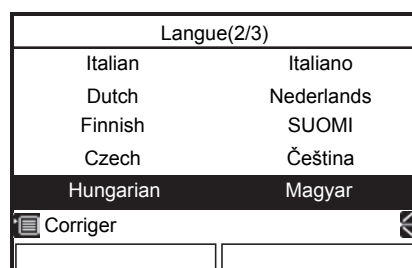 Langue(2/3)
Italian Italiano
Dutch Nederlands
Finnish SUOMI
Czech Čeština
Hungarian Magyar
Corriger